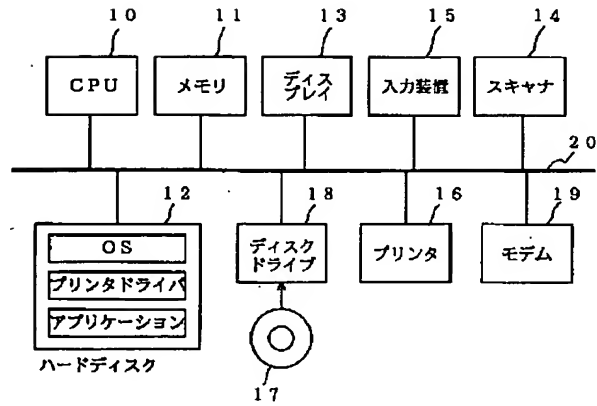 10
11
13
15
14
CPU
メモリ
ディス
プレイ
入力装置
スキャナ
20
12
18
16
19
OS
プリンタドライバ
アプリケーション
ディスク
ドライブ
プリンタ
モデム
ハードディスク
17